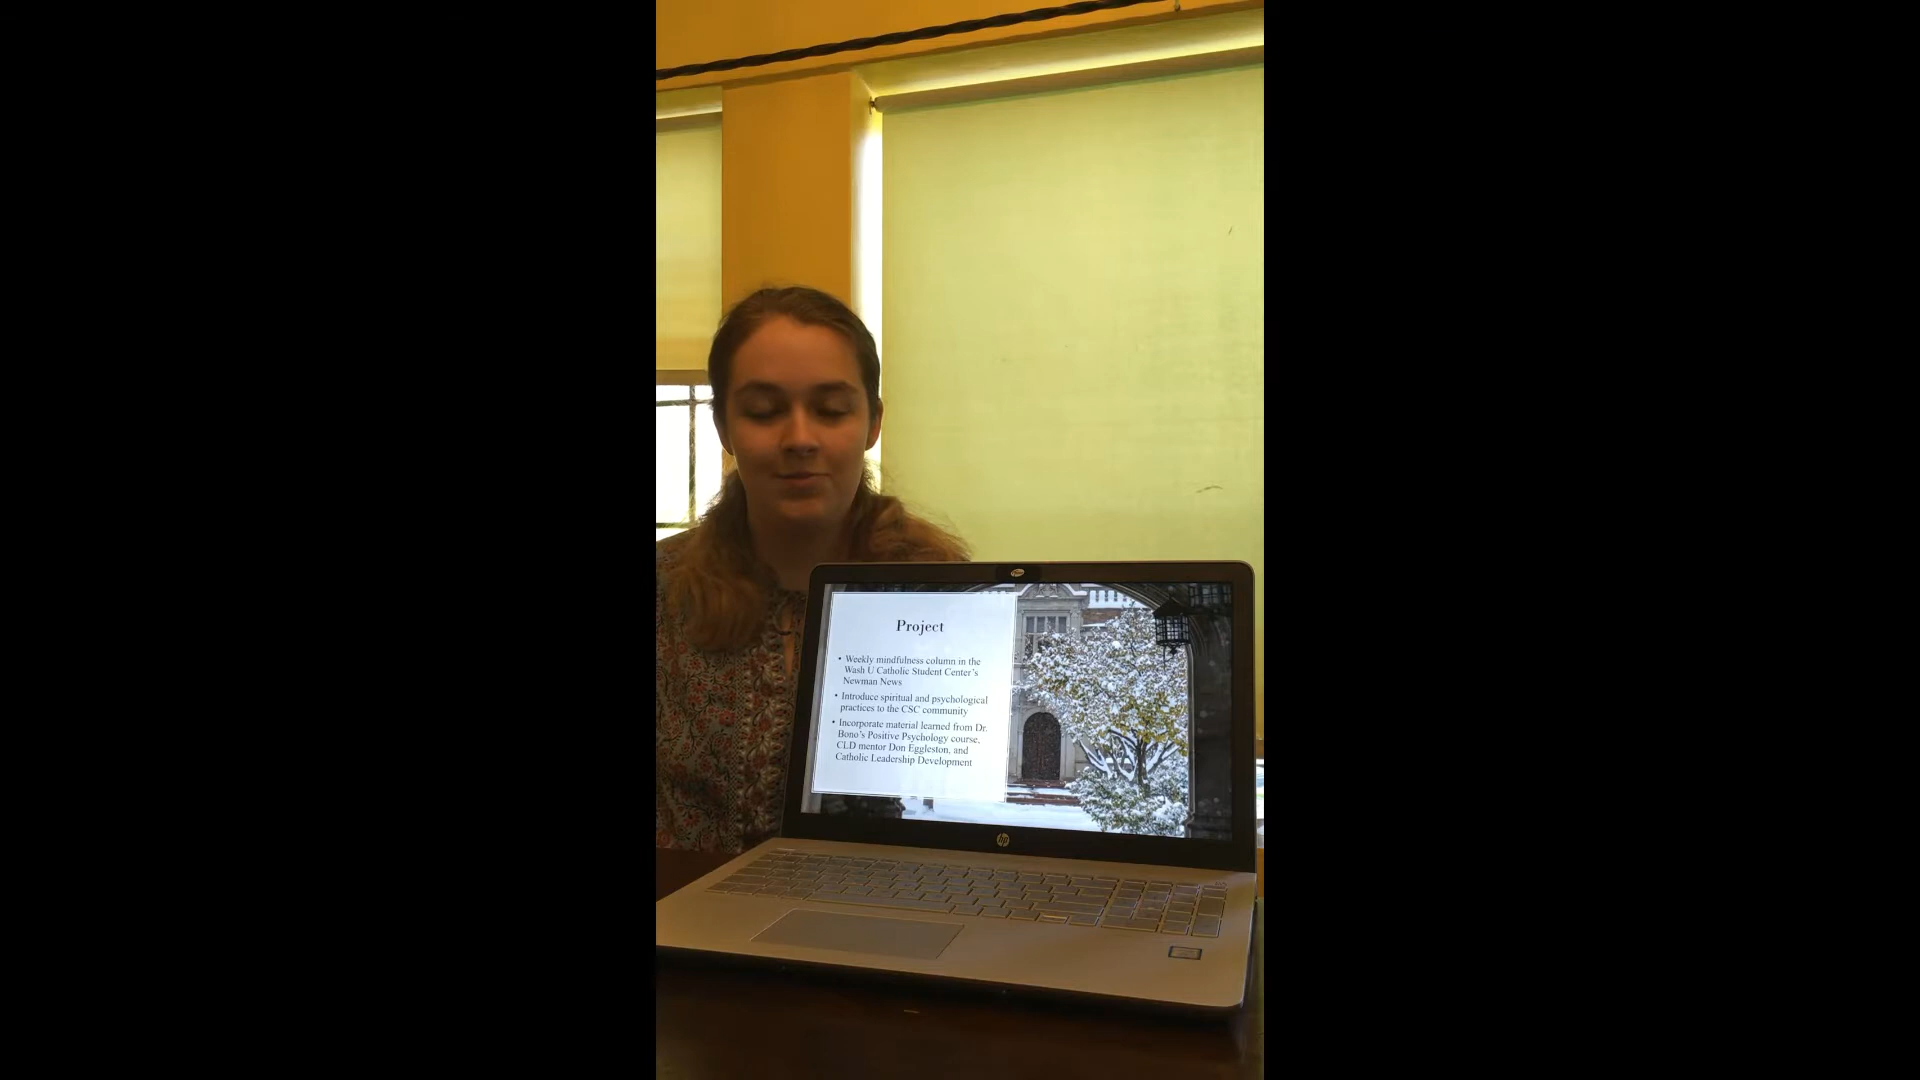 Project
• Weekly mindfulness column in the
Wash U Catholic Student Center's
Newman News
• Introduce spiritual and psychological
practices to the CSC community
• Incorporate material learned from Dr.
Bono's Positive Psychology course,
CLD mentor Don Eggleston, and
Catholic Leadership Development
hp